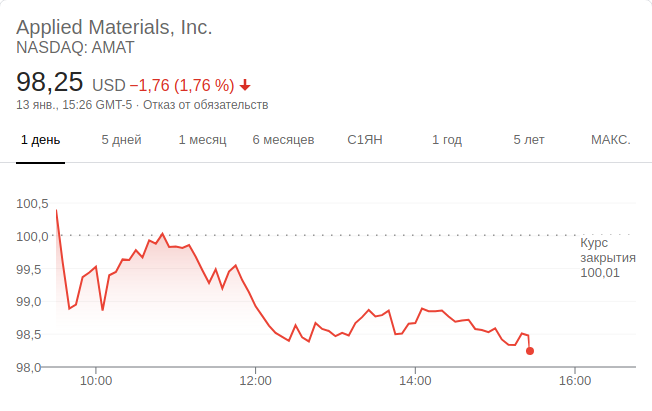 Applied Materials, Inc.
NASDAQ: AMAT
98,25 USD −1,76 (1,76 %) ↓
13 янв., 15:26 GMT-5 · Отказ от обязательств
1 день 5 дней 1 месяц 6 месяцев С1ЯН 1 год 5 лет МАКС.
100,5
100,0
Курс
закрытия
99,5
100,01
99,0
98,5
98,0
10:00 12:00 14:00 16:00